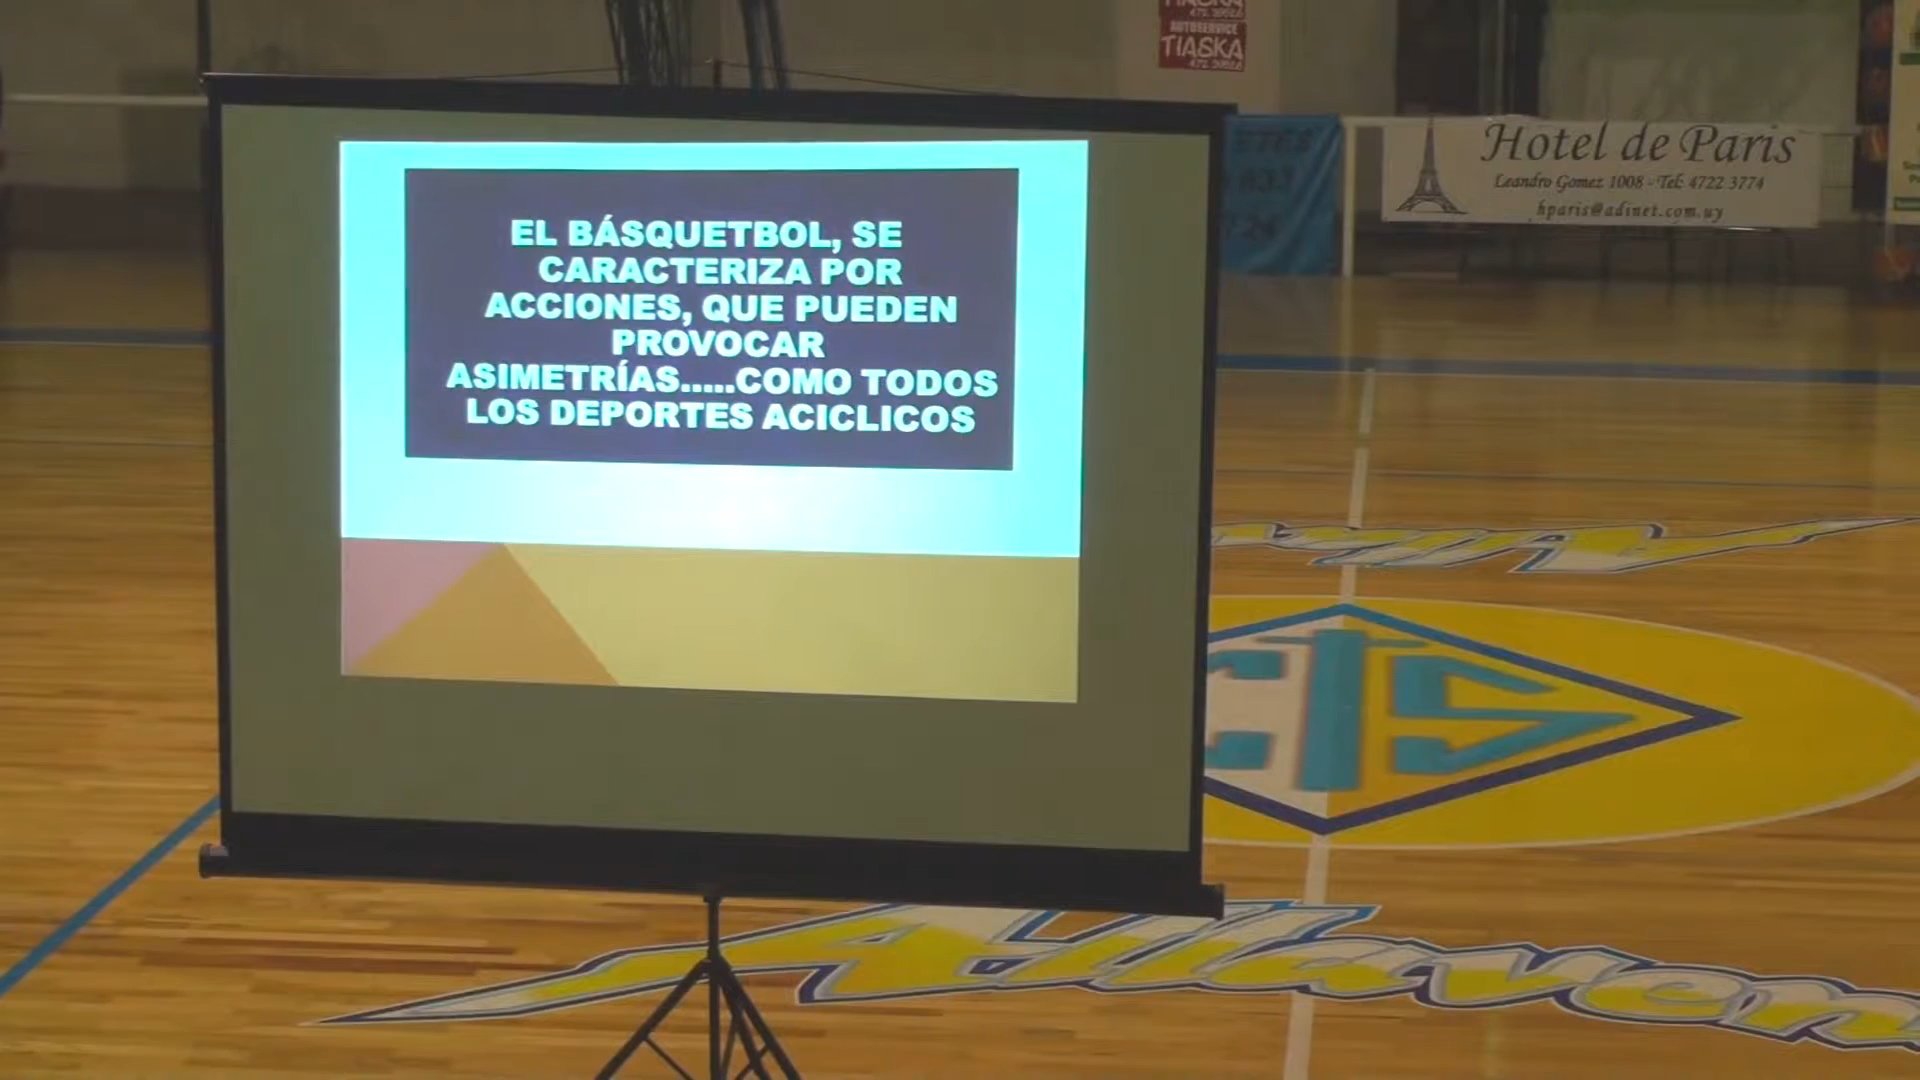 AUTOSERVICE
TIASKA
Hotel de Paris
Leandro Gomez 1008 - Tel: 4722 3774
hparis@adinet.com.uy
EL BÁSQUETBOL, SE
CARACTERIZA POR
ACCIONES, QUE PUEDEN
PROVOCAR
ASIMETRÍAS.....COMO TODOS
LOS DEPORTES ACICLICOS